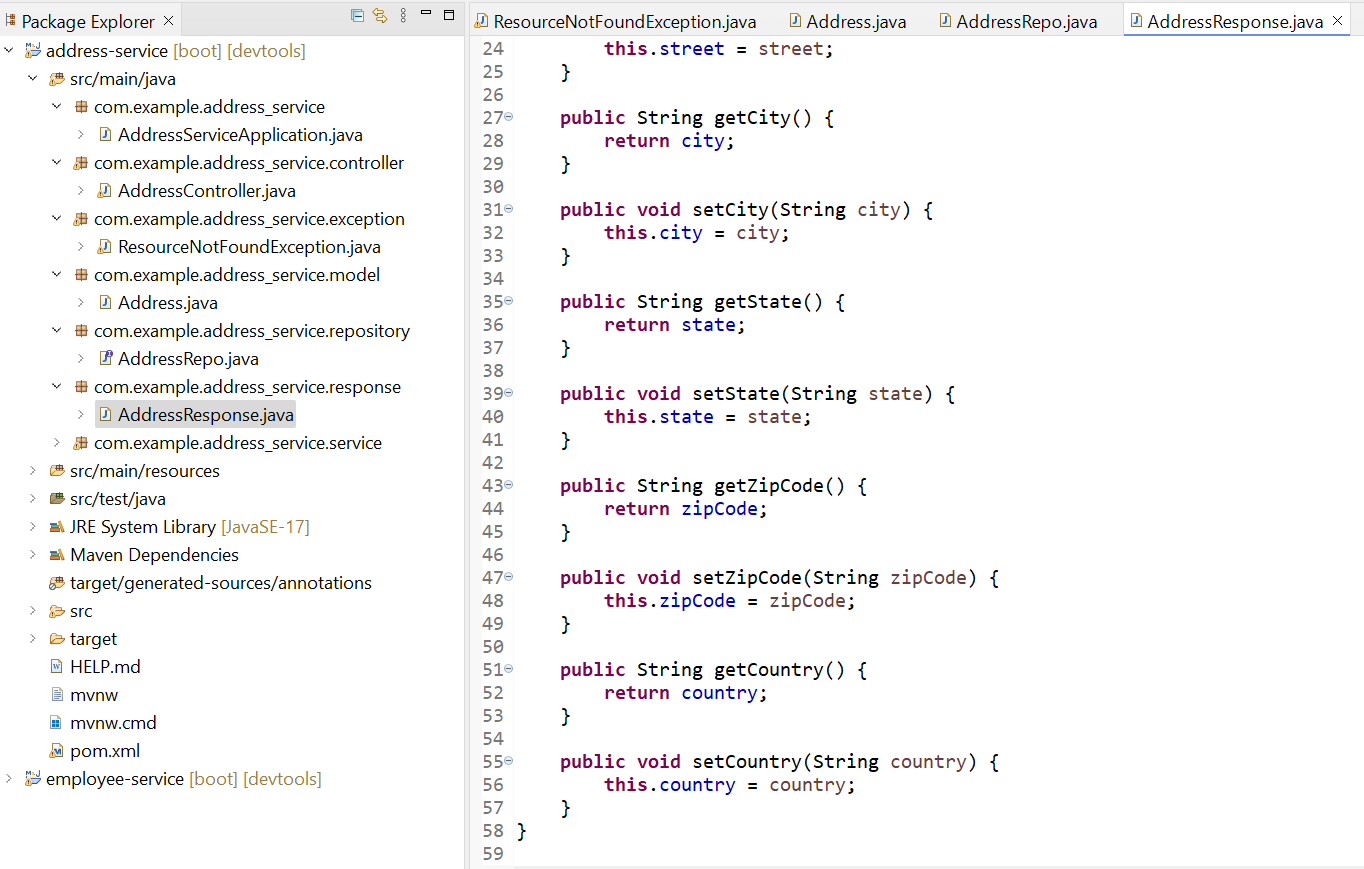 Package Explorer
address-service [boot] [devtools]
src/main/java
com.example.address_service
AddressServiceApplication.java
com.example.address_service.controller
AddressController.java
com.example.address_service.exception
ResourceNotFoundException.java
com.example.address_service.model
Address.java
com.example.address_service.repository
AddressRepo.java
com.example.address_service.response
AddressResponse.java
com.example.address_service.service
src/main/resources
src/test/java
JRE System Library [JavaSE-17]
Maven Dependencies
target/generated-sources/annotations
src
target
HELP.md
mvnw
mvnw.cmd
pom.xml
employee-service [boot] [devtools]
ResourceNotFoundException.java Address.java AddressRepo.java AddressResponse.java
24 this.street = street;
25 }
26
27 public String getCity() {
28 return city;
29 }
30
31 public void setCity(String city) {
32 this.city = city;
33 }
34
35 public String getState() {
36 return state;
37 }
38
39 public void setState(String state) {
40 this.state = state;
41 }
42
43 public String getZipCode() {
44 return zipCode;
45 }
46
47 public void setZipCode(String zipCode) {
48 this.zipCode = zipCode;
49 }
50
51 public String getCountry() {
52 return country;
53 }
54
55 public void setCountry(String country) {
56 this.country = country;
57 }
58 }
59